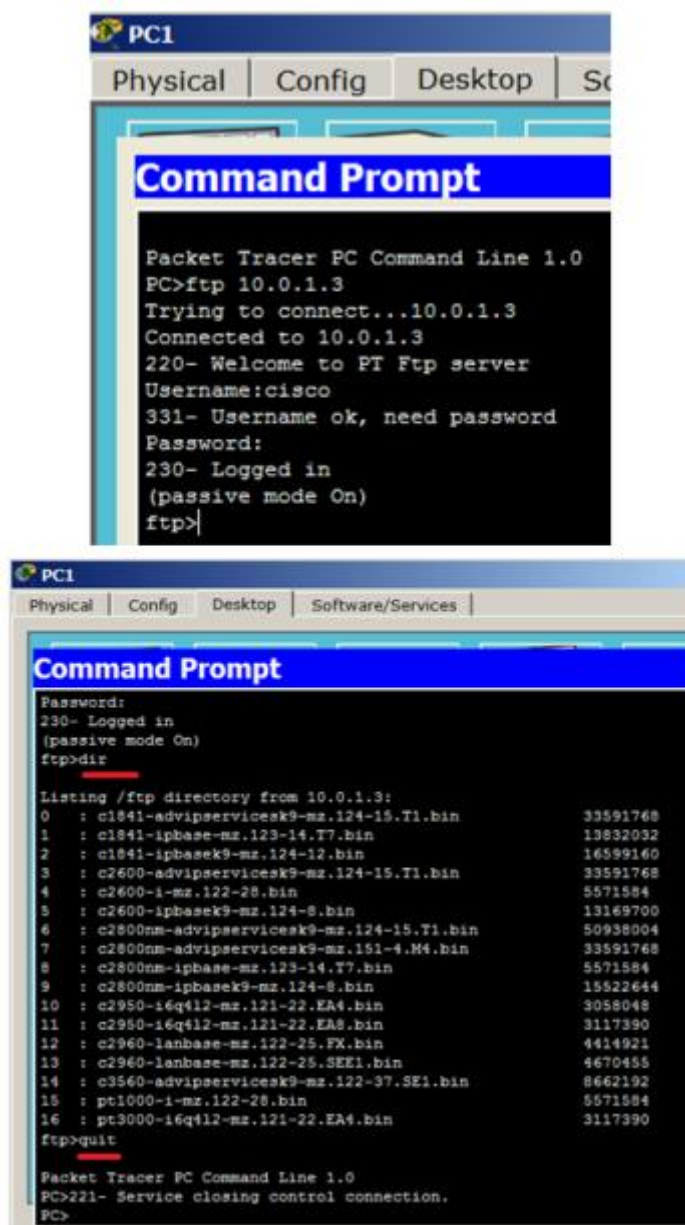 PC1
Physical Config Desktop
Command Prompt
Packet Tracer PC Command Line 1.0
PC>ftp 10.0.1.3
Trying to connect...10.0.1.3
Connected to 10.0.1.3
220- Welcome to PT Ftp server
Username:cisco
331- Username ok, need password
Password:
230- Logged in
(passive mode On)
ftp>
PC1
Physical Config Desktop Software/Services
Command Prompt
Password:
230- Logged in
(passive mode On)
ftp>dir
Listing /ftp directory from 10.0.1.3:
0 : c1841-advipservicesk9-mz.124-15.T1.bin 33591768
1 : c1841-ipbase-mz.123-14.T7.bin 13832032
2 : c1841-ipbasek9-mz.124-12.bin 16599160
3 : c2600-advipservicesk9-mz.124-15.T1.bin 33591768
4 : c2600-i-mz.122-28.bin 5571584
5 : c2600-ipbasek9-mz.124-8.bin 13169700
6 : c2800nm-advipservicesk9-mz.124-15.T1.bin 50938004
7 : c2800nm-advipservicesk9-mz.151-4.M4.bin 33591768
8 : c2800nm-ipbase-mz.123-14.T7.bin 5571584
9 : c2800nm-ipbasek9-mz.124-8.bin 15522644
10 : c2950-i6q4l2-mz.121-22.EA4.bin 3058048
11 : c2950-i6q4l2-mz.121-22.EA8.bin 3117390
12 : c2960-lanbase-mz.122-25.FX.bin 4414921
13 : c2960-lanbase-mz.122-25.SEE1.bin 4670455
14 : c3560-advipservicesk9-mz.122-37.SE1.bin 8662192
15 : pt1000-i-mz.122-28.bin 5571584
16 : pt3000-i6q4l2-mz.121-22.EA4.bin 3117390
ftp>quit
Packet Tracer PC Command Line 1.0
PC>221- Service closing control connection.
PC>